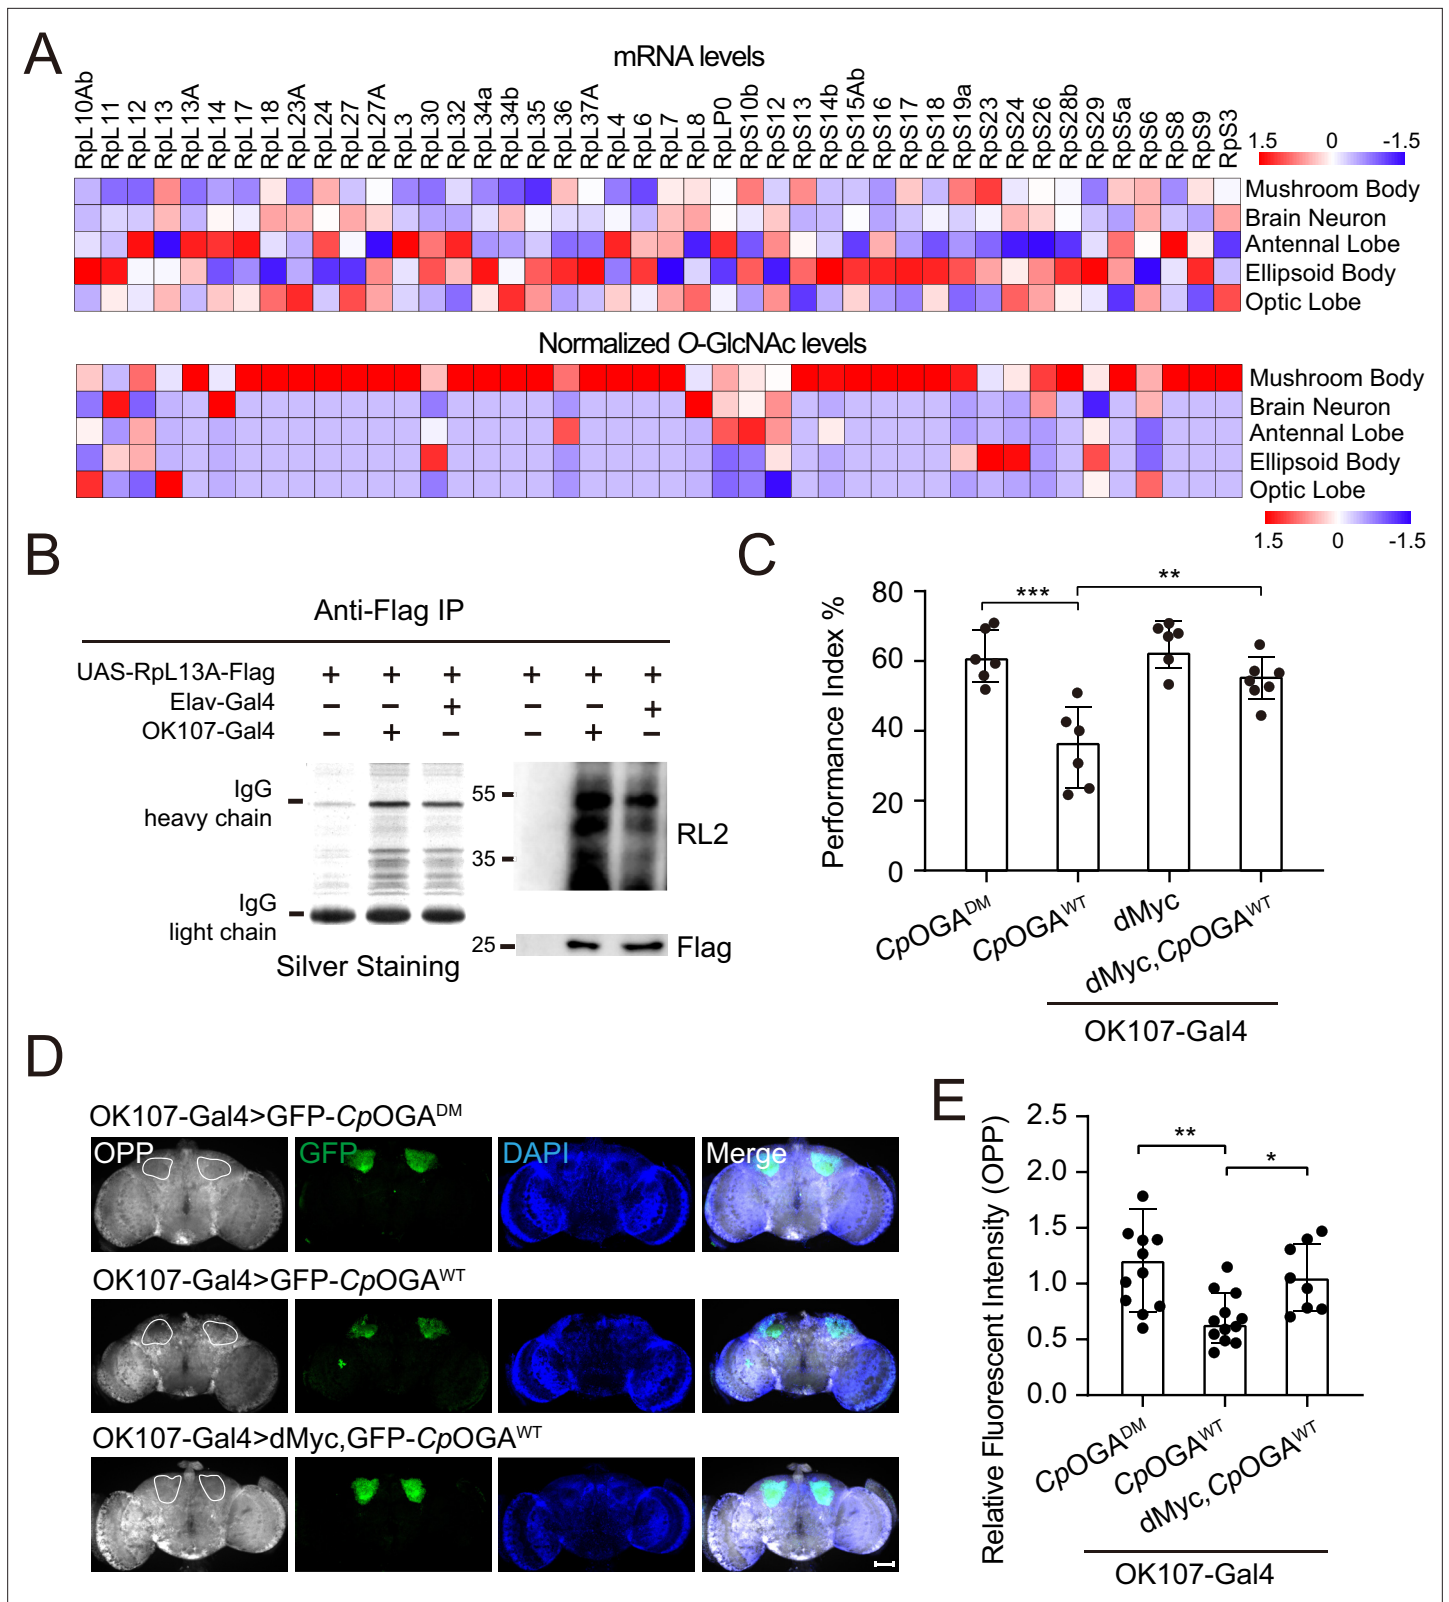 A
mRNA levels
RpL10Ab
RpL11
RpL12
RpL13
RpL13A
RpL14
RpL17
RpL18
RpL23A
RpL24
RpL27
RpL27A
RpL3
RpL30
RpL32
RpL34a
RpL34b
RpL35
RpL36
RpL37A
RpL4
RpL6
RpL7
RpL8
RpLP0
RpS10b
RpS12
RpS13
RpS14b
RpS15Ab
RpS16
RpS17
RpS18
RpS19a
RpS23
RpS24
RpS26
RpS28b
RpS29
RpS5a
RpS6
RpS8
RpS9
RpS3
1.5 0 -1.5
Mushroom Body
Brain Neuron
Antennal Lobe
Ellipsoid Body
Optic Lobe
Normalized O-GlcNAc levels
Mushroom Body
Brain Neuron
Antennal Lobe
Ellipsoid Body
Optic Lobe
1.5 0 -1.5
B
Anti-Flag IP
UAS-RpL13A-Flag + + + + + +
Elav-Gal4 − − + − − +
OK107-Gal4 − + − − + −
IgG
heavy chain
IgG
light chain
Silver Staining
55
35
25
RL2
Flag
C
Performance Index %
80
60
40
20
0
***
**
CpOGA^DM
CpOGA^WT
dMyc
dMyc,CpOGA^WT
OK107-Gal4
D
OK107-Gal4>GFP-CpOGA^DM
OPP GFP DAPI Merge
OK107-Gal4>GFP-CpOGA^WT
OK107-Gal4>dMyc,GFP-CpOGA^WT
E
Relative Fluorescent Intensity (OPP)
2.5
2.0
1.5
1.0
0.5
0.0
**
*
CpOGA^DM
CpOGA^WT
dMyc,CpOGA^WT
OK107-Gal4